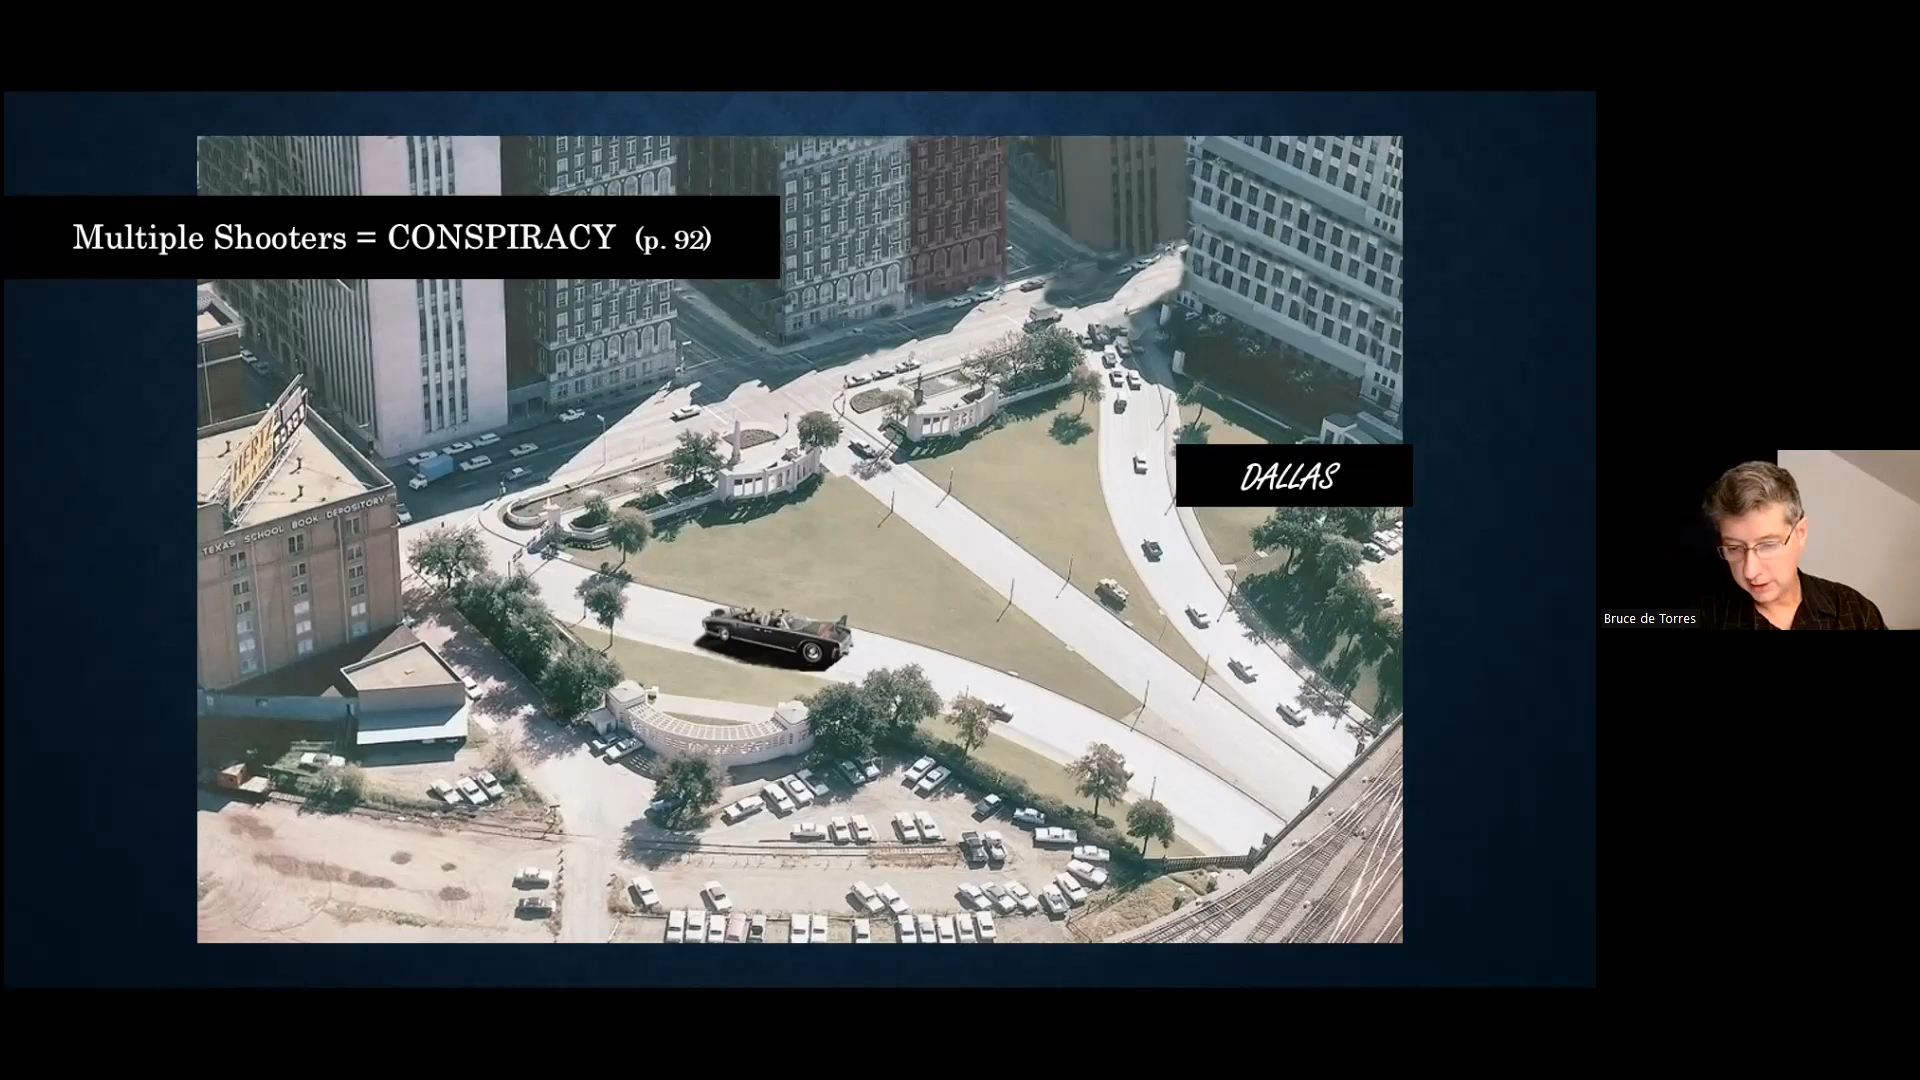 Multiple Shooters = CONSPIRACY (p. 92)
DALLAS
HERTZ
TEXAS SCHOOL BOOK DEPOSITORY
Bruce de Torres